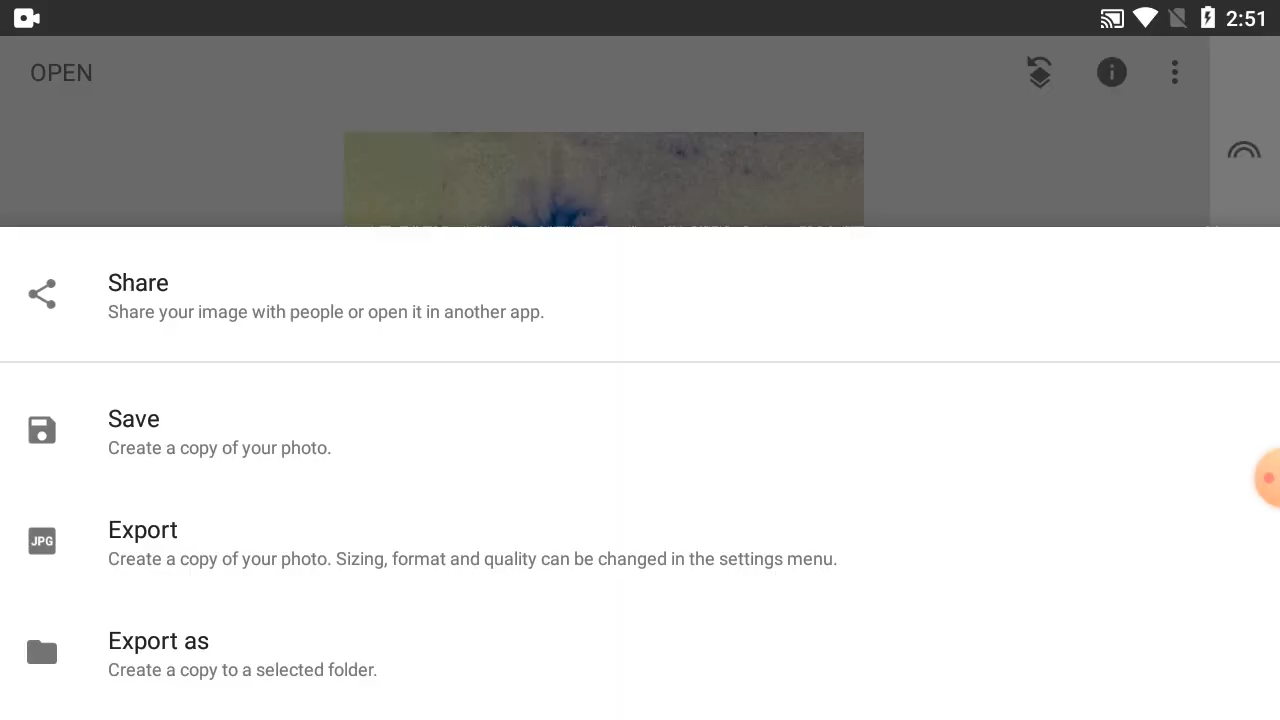 2:51
OPEN
Share
Share your image with people or open it in another app.
Save
Create a copy of your photo.
JPG
Export
Create a copy of your photo. Sizing, format and quality can be changed in the settings menu.
Export as
Create a copy to a selected folder.